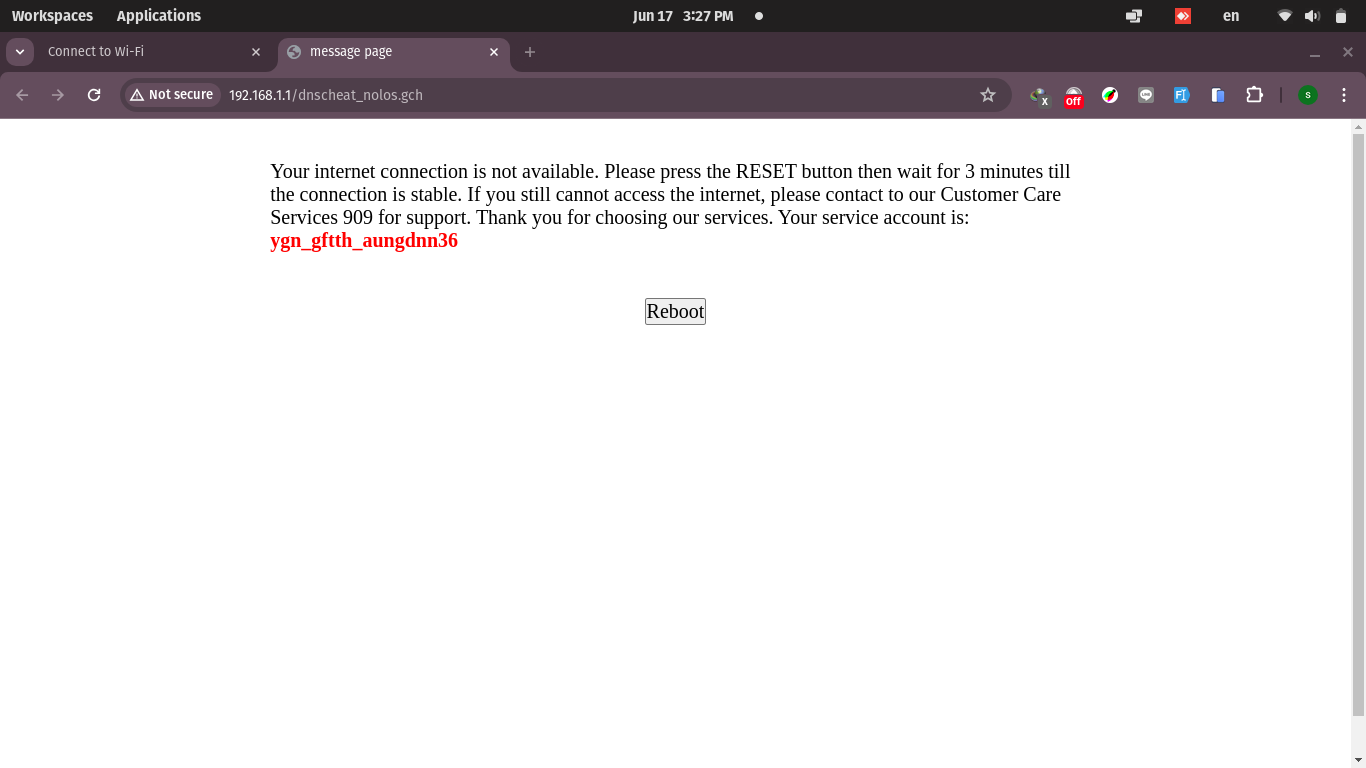 Workspaces Applications Jun 17 3:27 PM en
Connect to Wi-Fi message page
Not secure 192.168.1.1/dnscheat_nolos.gch X Off LINE F S
Your internet connection is not available. Please press the RESET button then wait for 3 minutes till
the connection is stable. If you still cannot access the internet, please contact to our Customer Care
Services 909 for support. Thank you for choosing our services. Your service account is:
ygn_gftth_aungdnn36
Reboot